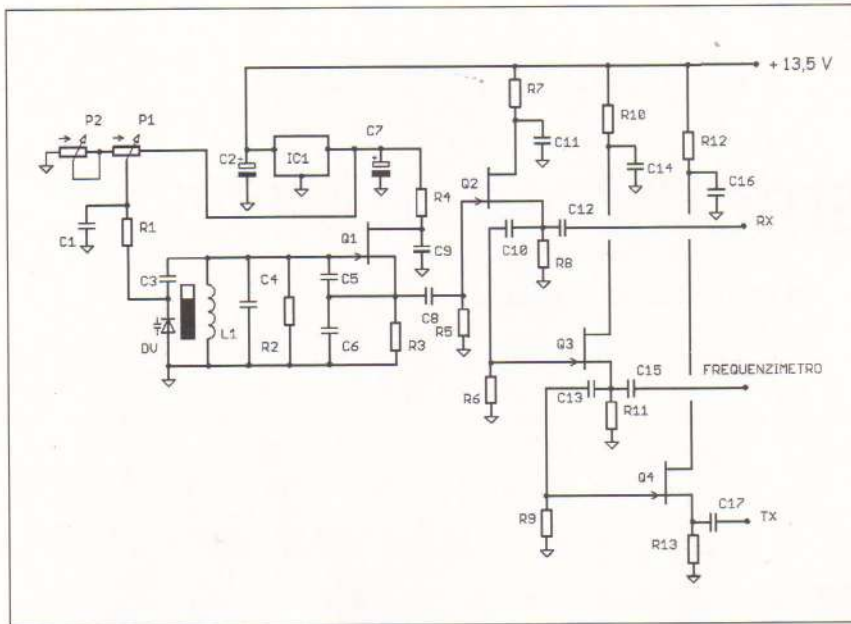 + 13,5 V
R7
R10
P2
P1
C7
R12
C2
+
IC1
+
C11
C14
Q2
C16
R4
C12
RX
C1
R1
Q1
C9
C10
R8
C3
C4
C5
C8
R5
Q3
DV
L1
R2
C6
R3
C15
FREQUENZIMETRO
R6
C13
R11
Q4
C17
TX
R9
R13